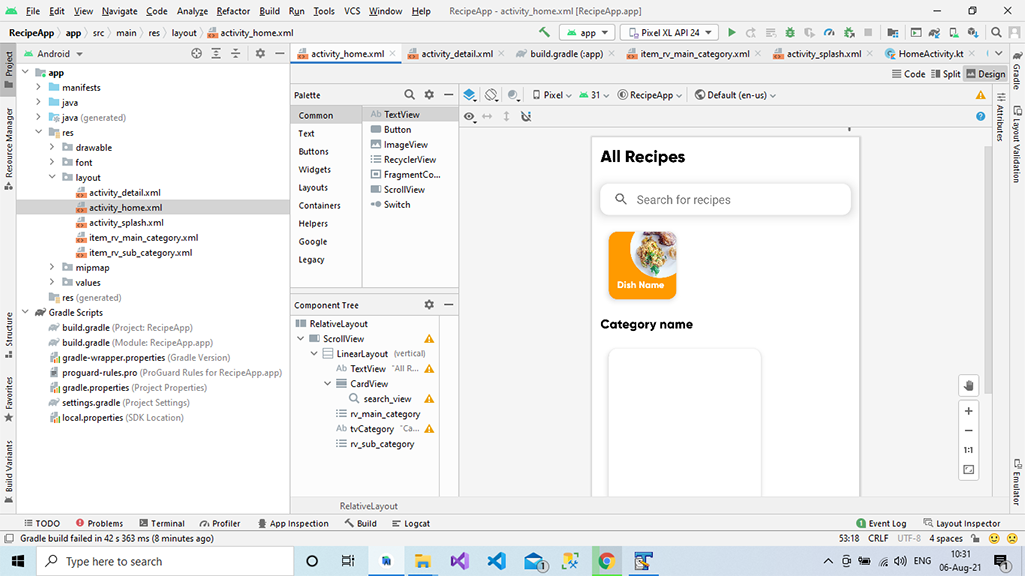 File Edit View Navigate Code Analyze Refactor Build Run Tools VCS Window Help RecipeApp - activity_home.xml [RecipeApp.app]
RecipeApp app src main res layout activity_home.xml app Pixel XL API 24
Android activity_home.xml activity_detail.xml build.gradle (:app) item_rv_main_category.xml activity_splash.xml HomeActivity.kt
Code Split Design
Project
Resource Manager
Structure
Favorites
Build Variants
app
manifests
java
java (generated)
res
drawable
font
layout
activity_detail.xml
activity_home.xml
activity_splash.xml
item_rv_main_category.xml
item_rv_sub_category.xml
mipmap
values
res (generated)
Gradle Scripts
build.gradle (Project: RecipeApp)
build.gradle (Module: RecipeApp.app)
gradle-wrapper.properties (Gradle Version)
proguard-rules.pro (ProGuard Rules for RecipeApp.app)
gradle.properties (Project Properties)
settings.gradle (Project Settings)
local.properties (SDK Location)
Palette
Common
Text
Buttons
Widgets
Layouts
Containers
Helpers
Google
Legacy
Ab TextView
Button
ImageView
RecyclerView
FragmentCo...
ScrollView
Switch
Component Tree
RelativeLayout
ScrollView
LinearLayout (vertical)
Ab TextView "All R...
CardView
search_view
rv_main_category
Ab tvCategory "Ca...
rv_sub_category
Pixel 31 RecipeApp Default (en-us)
All Recipes
Search for recipes
Dish Name
Category name
1:1
Gradle
Attributes
Layout Validation
Emulator
RelativeLayout
TODO Problems Terminal Profiler App Inspection Build Logcat 1 Event Log Layout Inspector
Gradle build failed in 42 s 363 ms (8 minutes ago) 53:18 CRLF UTF-8 4 spaces
Type here to search 1 ENG 10:31
06-Aug-21 1